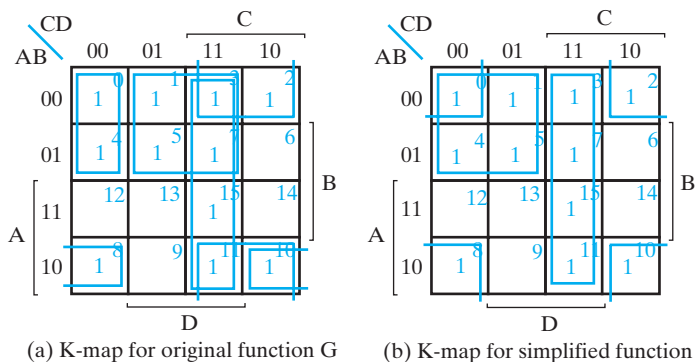 CD
C
AB
00 01 11 10
00
1 0
1 1
1 3
1 2
01
1 4
1 5
1 7
6
B
A
11
12
13
1 15
14
10
1 8
9
1 11
1 10
D
(a) K-map for original function G
CD
C
AB
00 01 11 10
00
1 0
1 1
1 3
1 2
01
1 4
1 5
1 7
6
B
A
11
12
13
1 15
14
10
1 8
9
1 11
1 10
D
(b) K-map for simplified function